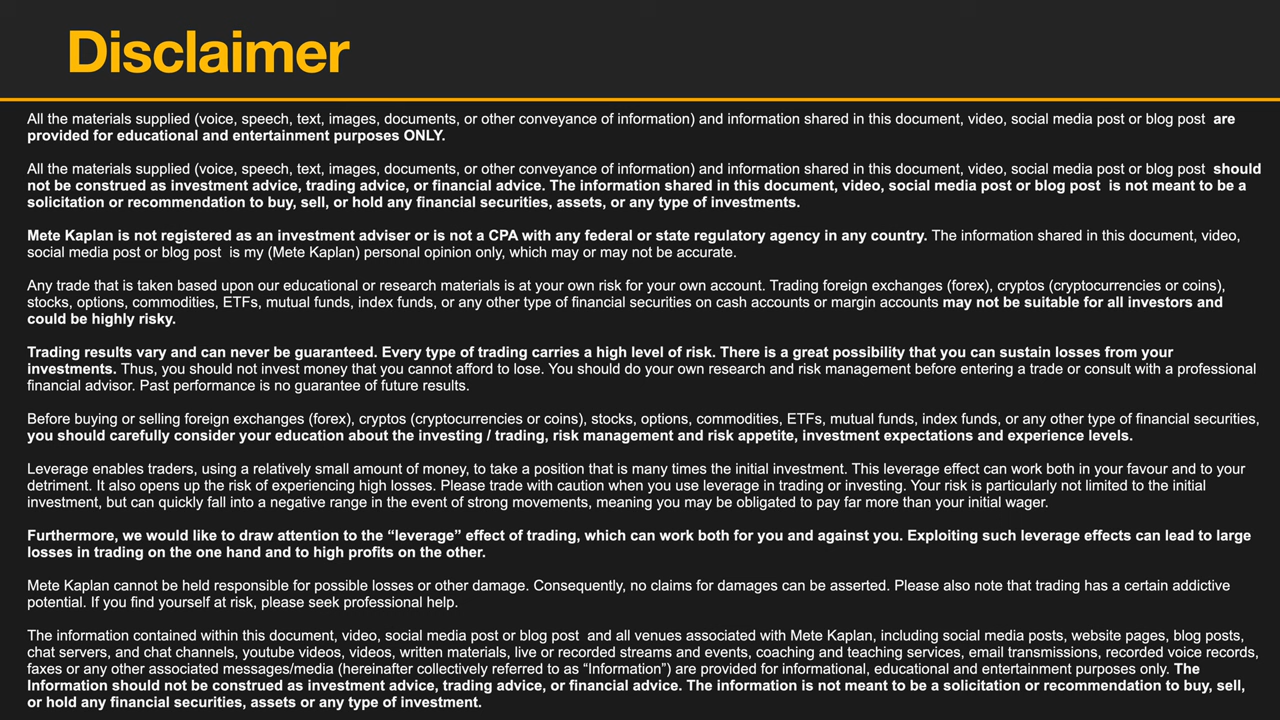 Disclaimer
All the materials supplied (voice, speech, text, images, documents, or other conveyance of information) and information shared in this document, video, social media post or blog post are
provided for educational and entertainment purposes ONLY.
All the materials supplied (voice, speech, text, images, documents, or other conveyance of information) and information shared in this document, video, social media post or blog post should
not be construed as investment advice, trading advice, or financial advice. The information shared in this document, video, social media post or blog post is not meant to be a
solicitation or recommendation to buy, sell, or hold any financial securities, assets, or any type of investments.
Mete Kaplan is not registered as an investment adviser or is not a CPA with any federal or state regulatory agency in any country. The information shared in this document, video,
social media post or blog post is my (Mete Kaplan) personal opinion only, which may or may not be accurate.
Any trade that is taken based upon our educational or research materials is at your own risk for your own account. Trading foreign exchanges (forex), cryptos (cryptocurrencies or coins),
stocks, options, commodities, ETFs, mutual funds, index funds, or any other type of financial securities on cash accounts or margin accounts may not be suitable for all investors and
could be highly risky.
Trading results vary and can never be guaranteed. Every type of trading carries a high level of risk. There is a great possibility that you can sustain losses from your
investments. Thus, you should not invest money that you cannot afford to lose. You should do your own research and risk management before entering a trade or consult with a professional
financial advisor. Past performance is no guarantee of future results.
Before buying or selling foreign exchanges (forex), cryptos (cryptocurrencies or coins), stocks, options, commodities, ETFs, mutual funds, index funds, or any other type of financial securities,
you should carefully consider your education about the investing / trading, risk management and risk appetite, investment expectations and experience levels.
Leverage enables traders, using a relatively small amount of money, to take a position that is many times the initial investment. This leverage effect can work both in your favour and to your
detriment. It also opens up the risk of experiencing high losses. Please trade with caution when you use leverage in trading or investing. Your risk is particularly not limited to the initial
investment, but can quickly fall into a negative range in the event of strong movements, meaning you may be obligated to pay far more than your initial wager.
Furthermore, we would like to draw attention to the “leverage” effect of trading, which can work both for you and against you. Exploiting such leverage effects can lead to large
losses in trading on the one hand and to high profits on the other.
Mete Kaplan cannot be held responsible for possible losses or other damage. Consequently, no claims for damages can be asserted. Please also note that trading has a certain addictive
potential. If you find yourself at risk, please seek professional help.
The information contained within this document, video, social media post or blog post and all venues associated with Mete Kaplan, including social media posts, website pages, blog posts,
chat servers, and chat channels, youtube videos, videos, written materials, live or recorded streams and events, coaching and teaching services, email transmissions, recorded voice records,
faxes or any other associated messages/media (hereinafter collectively referred to as “Information”) are provided for informational, educational and entertainment purposes only. The
Information should not be construed as investment advice, trading advice, or financial advice. The information is not meant to be a solicitation or recommendation to buy, sell,
or hold any financial securities, assets or any type of investment.